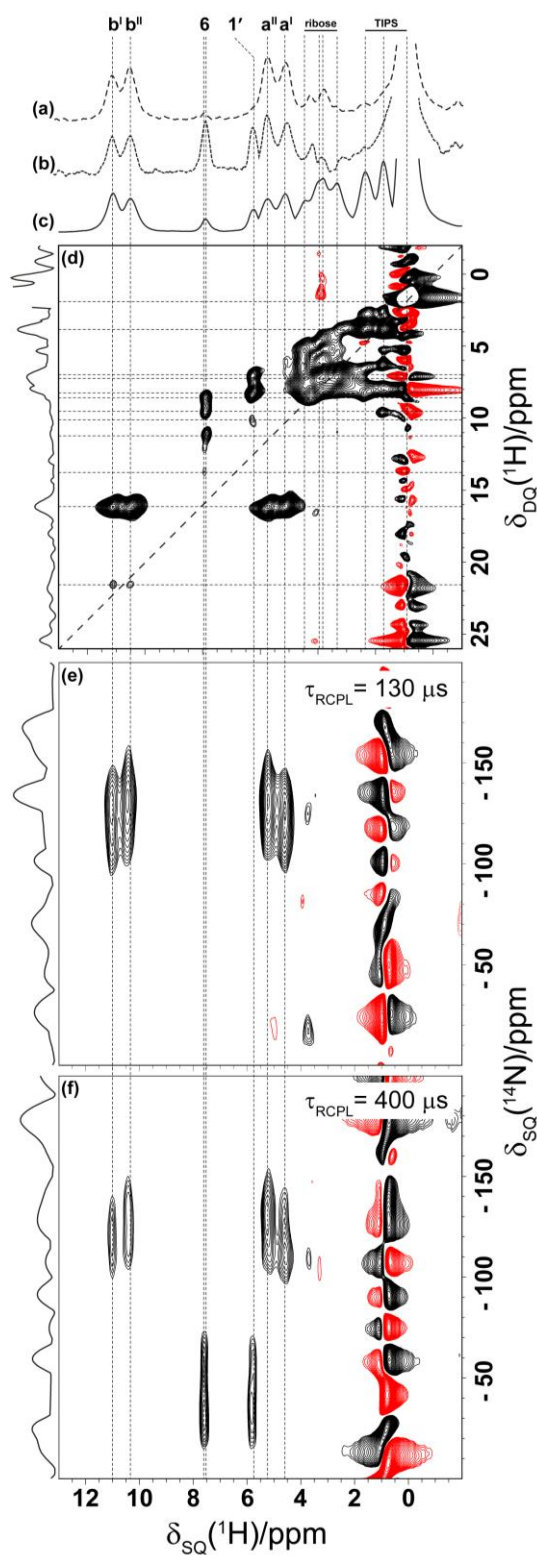 bᴵ bᴵᴵ 6 1′ aᴵᴵ aᴵ ribose TIPS
(a)
(b)
(c)
(d)
0
5
10
15
20
25
δDQ(¹H)/ppm
(e) τRCPL= 130 μs
- 150
- 100
- 50
δSQ(¹⁴N)/ppm
(f) τRCPL= 400 μs
- 150
- 100
- 50
12 10 8 6 4 2 0
δSQ(¹H)/ppm